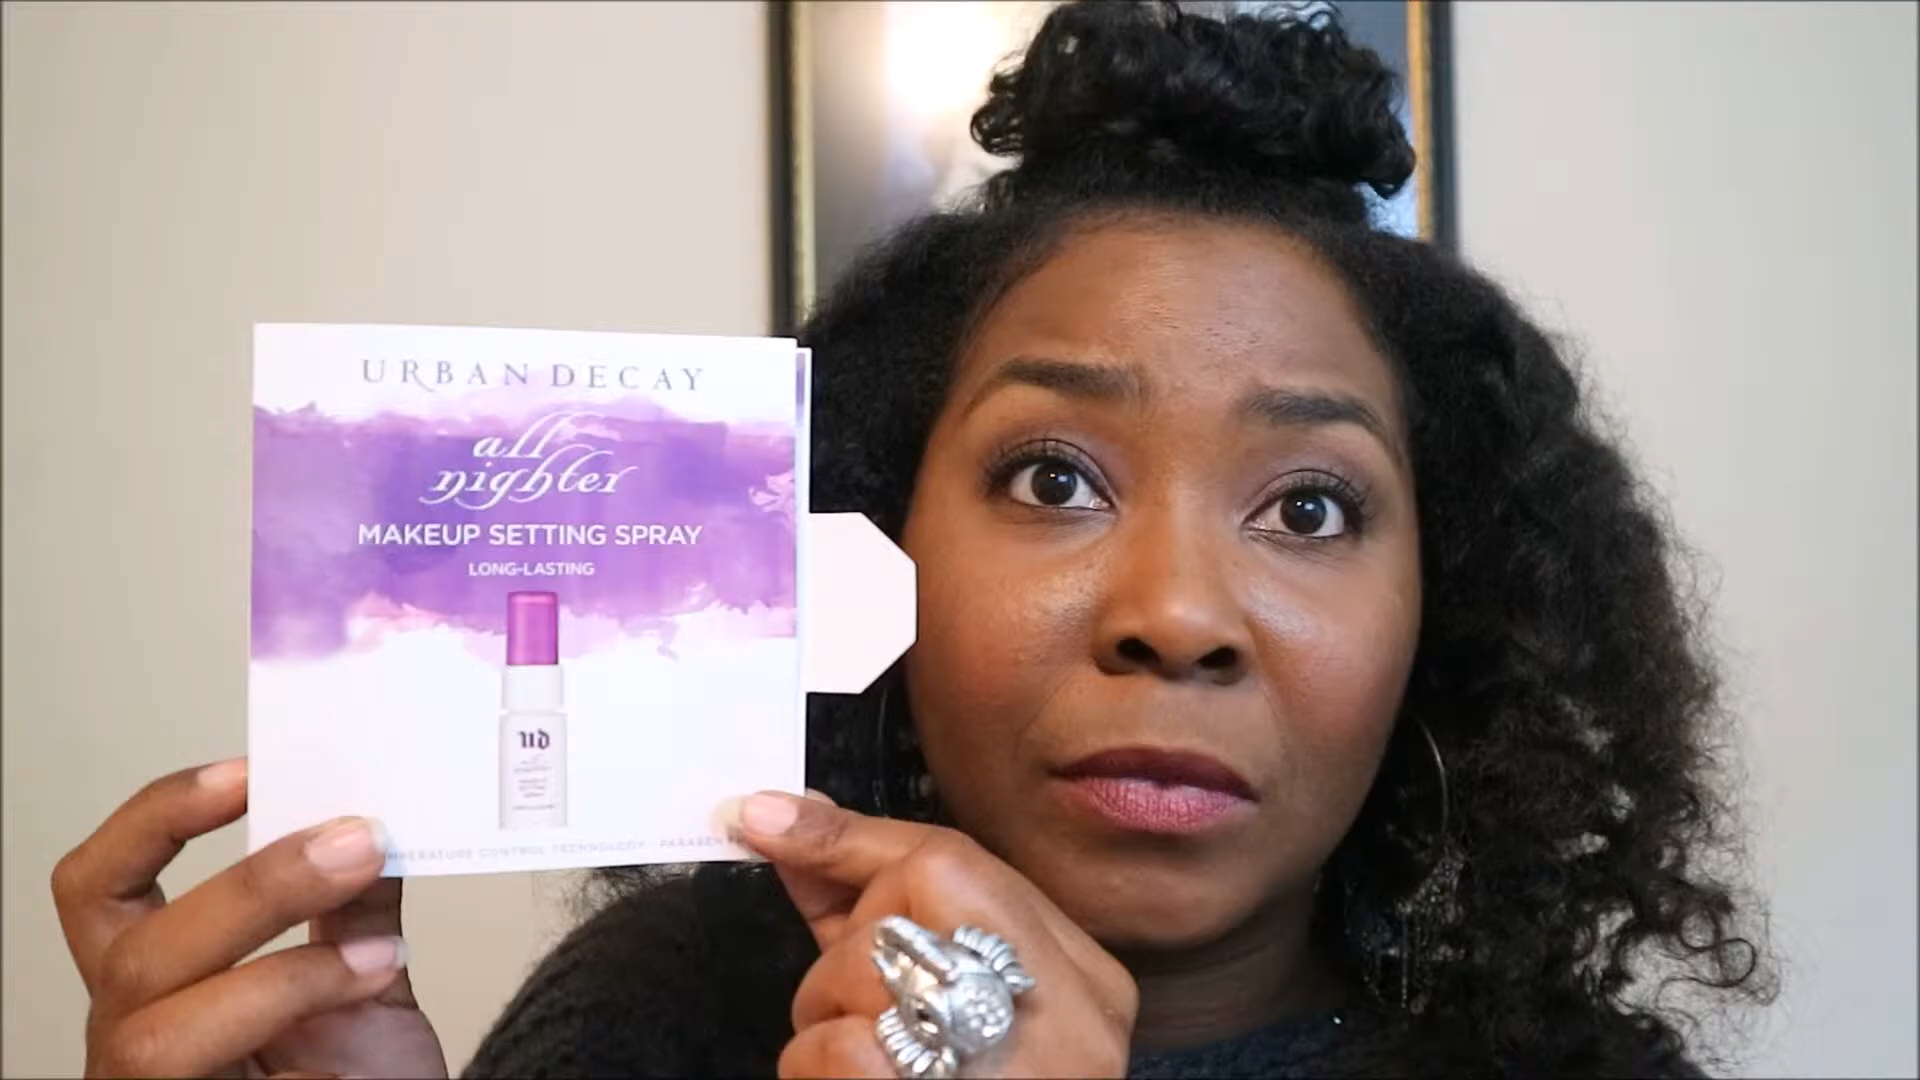 URBAN DECAY
all
nighter
MAKEUP SETTING SPRAY
LONG-LASTING
ud
TEMPERATURE CONTROL TECHNOLOGY · PARABEN